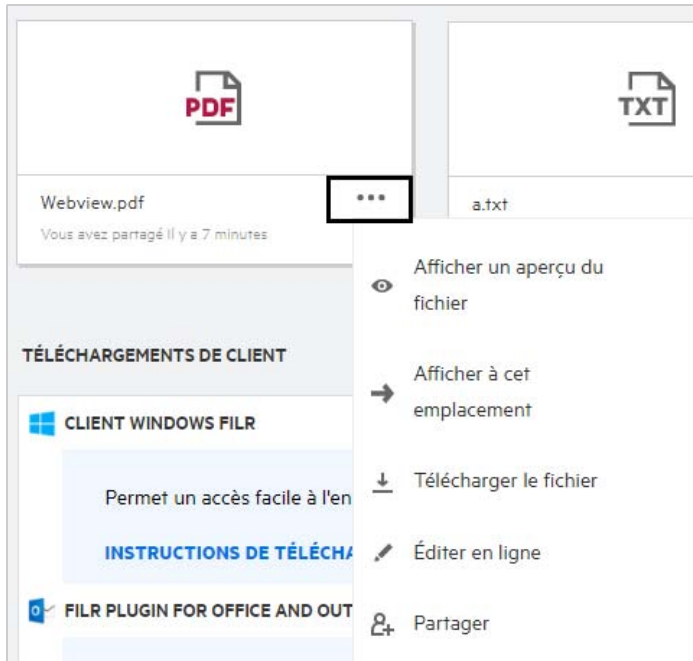 PDF
TXT
Webview.pdf
•••
a.txt
Vous avez partagé Il y a 7 minutes
Afficher un aperçu du
fichier
Afficher à cet
emplacement
Télécharger le fichier
Éditer en ligne
Partager
TÉLÉCHARGEMENTS DE CLIENT
CLIENT WINDOWS FILR
Permet un accès facile à l'en
INSTRUCTIONS DE TÉLÉCHA
FILR PLUGIN FOR OFFICE AND OUT